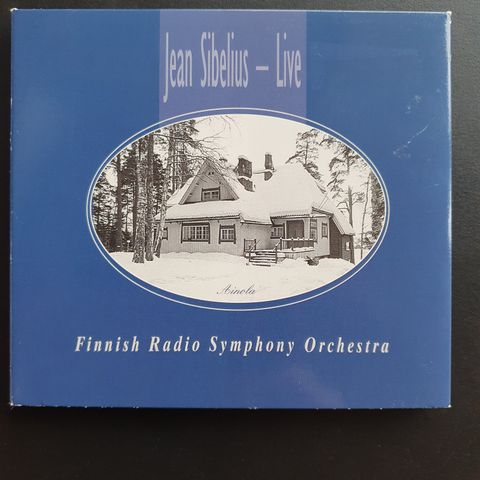 Jean Sibelius – Live
Ainola
Finnish Radio Symphony Orchestra